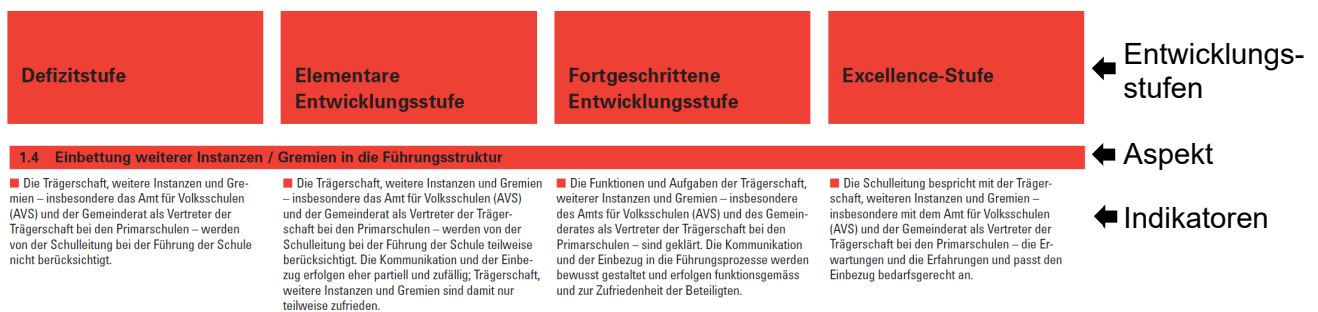 Defizitstufe
Elementare
Entwicklungsstufe
Fortgeschrittene
Entwicklungsstufe
Excellence-Stufe
Entwicklungs-
stufen
1.4 Einbettung weiterer Instanzen / Gremien in die Führungsstruktur
Aspekt
Die Trägerschaft, weitere Instanzen und Gre-
mien – insbesondere das Amt für Volksschulen
(AVS) und der Gemeinderat als Vertreter der
Trägerschaft bei den Primarschulen – werden
von der Schulleitung bei der Führung der Schule
nicht berücksichtigt.
Die Trägerschaft, weitere Instanzen und Gremien
– insbesondere das Amt für Volksschulen (AVS)
und der Gemeinderat als Vertreter der Träger-
schaft bei den Primarschulen – werden von der
Schulleitung bei der Führung der Schule teilweise
berücksichtigt. Die Kommunikation und der Einbe-
zug erfolgen eher partiell und zufällig; Trägerschaft,
weitere Instanzen und Gremien sind damit nur
teilweise zufrieden.
Die Funktionen und Aufgaben der Trägerschaft,
weiterer Instanzen und Gremien – insbesondere
des Amts für Volksschulen (AVS) und des Gemein-
derates als Vertreter der Trägerschaft bei den
Primarschulen – sind geklärt. Die Kommunikation
und der Einbezug in die Führungsprozesse werden
bewusst gestaltet und erfolgen funktionsgemäss
und zur Zufriedenheit der Beteiligten.
Die Schulleitung bespricht mit der Träger-
schaft, weiteren Instanzen und Gremien –
insbesondere mit dem Amt für Volksschulen
(AVS) und der Gemeinderat als Vertreter der
Trägerschaft bei den Primarschulen – die Er-
wartungen und die Erfahrungen und passt den
Einbezug bedarfsgerecht an.
Indikatoren